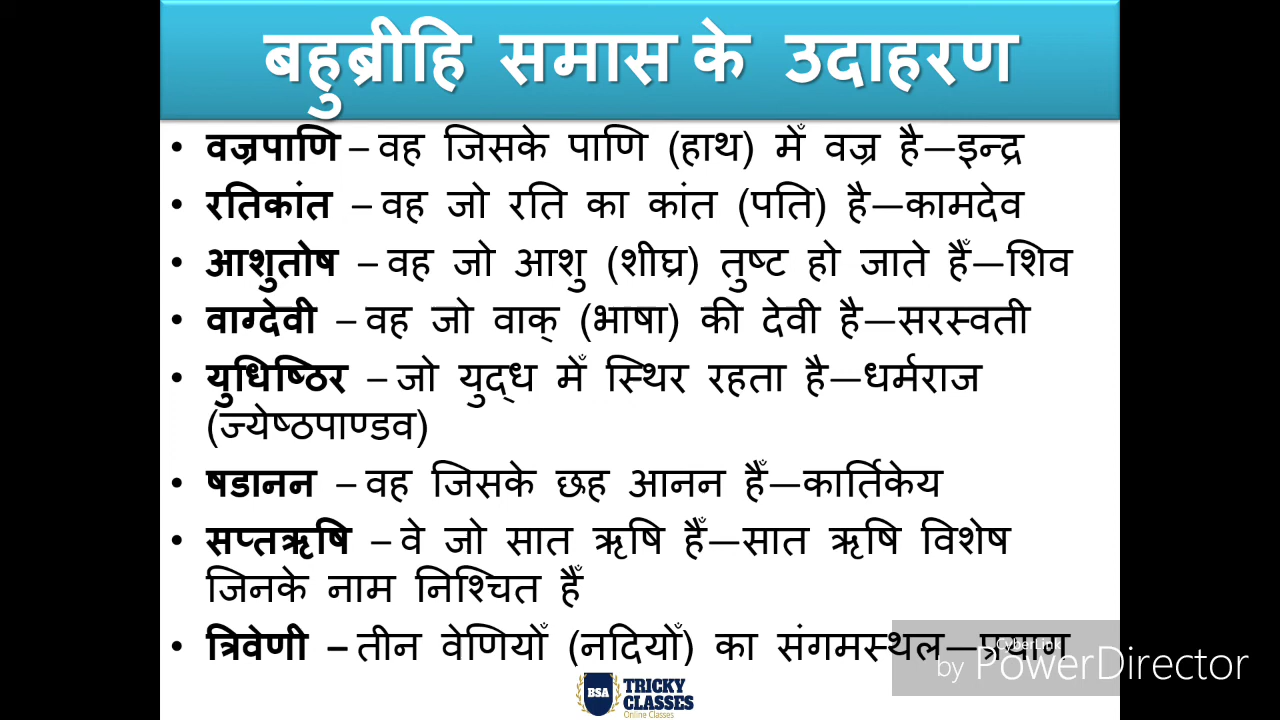 बहुब्रीहि समास के उदाहरण
• वज्रपाणि – वह जिसके पाणि (हाथ) मेँ वज्र है—इन्द्र
• रतिकांत – वह जो रति का कांत (पति) है—कामदेव
• आशुतोष – वह जो आशु (शीघ्र) तुष्ट हो जाते हैँ—शिव
• वाग्देवी – वह जो वाक् (भाषा) की देवी है—सरस्वती
• युधिष्ठिर – जो युद्ध मेँ स्थिर रहता है—धर्मराज
(ज्येष्ठपाण्डव)
• षडानन – वह जिसके छह आनन हैँ—कार्तिकेय
• सप्तऋषि – वे जो सात ऋषि हैँ—सात ऋषि विशेष
जिनके नाम निश्चित हैँ
• त्रिवेणी – तीन वेणियोँ (नदियोँ) का संगमस्थल—प्रयाग
CyberLink
by PowerDirector
BSA TRICKY
CLASSES
Online Classes